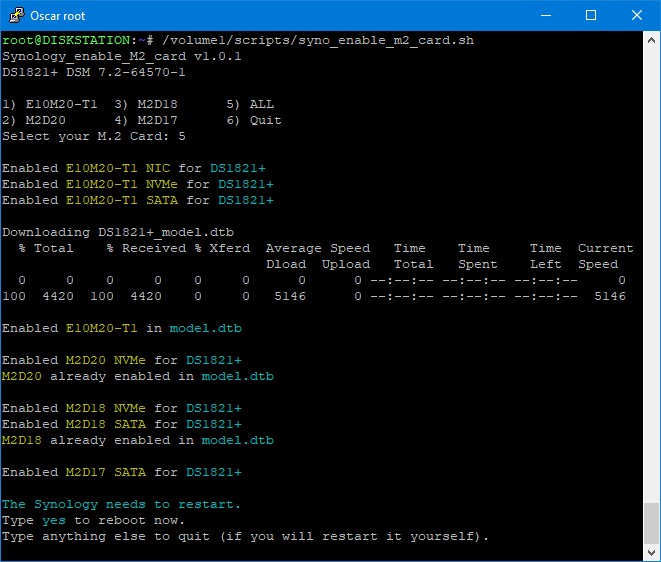 Oscar root
root@DISKSTATION:~# /volume1/scripts/syno_enable_m2_card.sh
Synology_enable_M2_card v1.0.1
DS1821+ DSM 7.2-64570-1
1) E10M20-T1  3) M2D18      5) ALL
2) M2D20      4) M2D17      6) Quit
Select your M.2 Card: 5
Enabled E10M20-T1 NIC for DS1821+
Enabled E10M20-T1 NVMe for DS1821+
Enabled E10M20-T1 SATA for DS1821+
Downloading DS1821+_model.dtb
  % Total    % Received % Xferd  Average Speed   Time    Time     Time  Current
                                 Dload  Upload   Total   Spent    Left  Speed
  0     0    0     0    0     0      0      0 --:--:-- --:--:-- --:--:--     0
100  4420  100  4420    0     0   5146      0 --:--:-- --:--:-- --:--:--  5146
Enabled E10M20-T1 in model.dtb
Enabled M2D20 NVMe for DS1821+
M2D20 already enabled in model.dtb
Enabled M2D18 NVMe for DS1821+
Enabled M2D18 SATA for DS1821+
M2D18 already enabled in model.dtb
Enabled M2D17 SATA for DS1821+
The Synology needs to restart.
Type yes to reboot now.
Type anything else to quit (if you will restart it yourself).